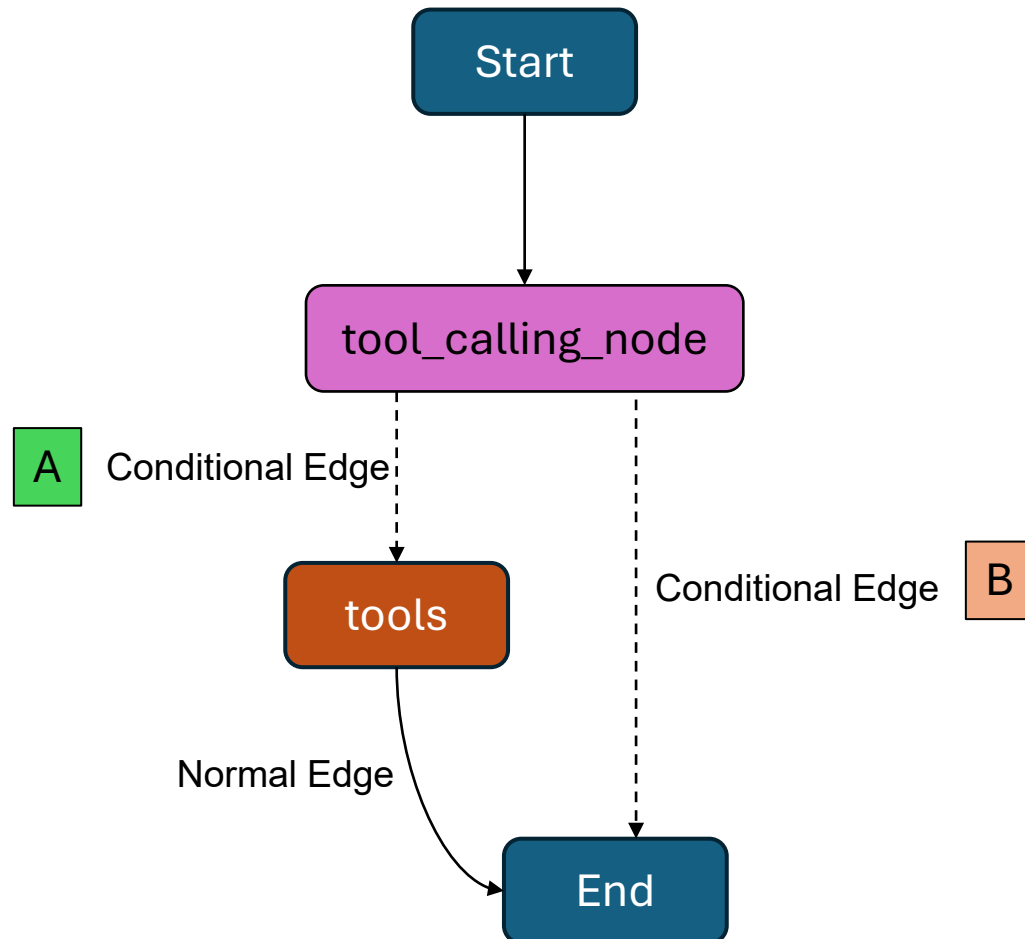 Start
tool_calling_node
A
Conditional Edge
tools
Conditional Edge
B
Normal Edge
End